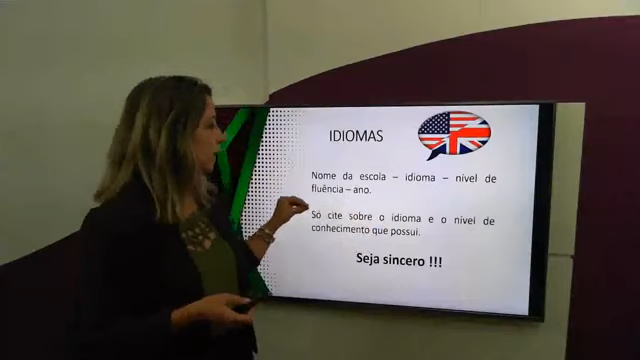 IDIOMAS
Nome da escola – idioma – nível de
fluência – ano.
Só cite sobre o idioma e o nível de
conhecimento que possui.
Seja sincero !!!